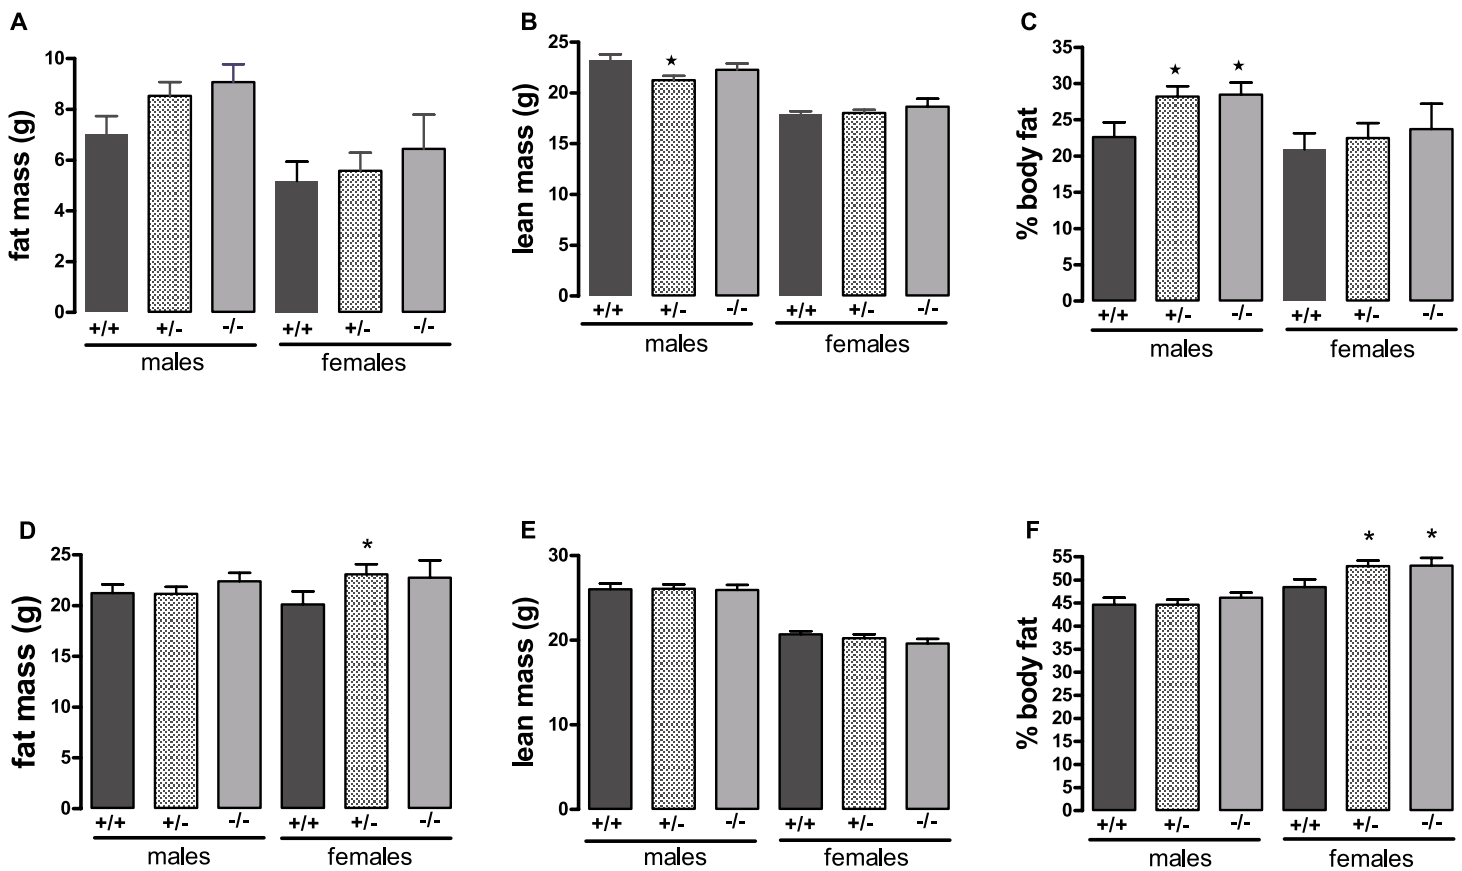 A
fat mass (g)
10
8
6
4
2
0
+/+ +/- -/- +/+ +/- -/-
males females
B
lean mass (g)
25
20
15
10
5
0
★
+/+ +/- -/- +/+ +/- -/-
males females
C
% body fat
35
30
25
20
15
10
5
0
★ ★
+/+ +/- -/- +/+ +/- -/-
males females
D
fat mass (g)
25
20
15
10
5
0
*
+/+ +/- -/- +/+ +/- -/-
males females
E
lean mass (g)
30
20
10
0
+/+ +/- -/- +/+ +/- -/-
males females
F
% body fat
55
50
45
40
35
30
25
20
15
10
5
0
* *
+/+ +/- -/- +/+ +/- -/-
males females